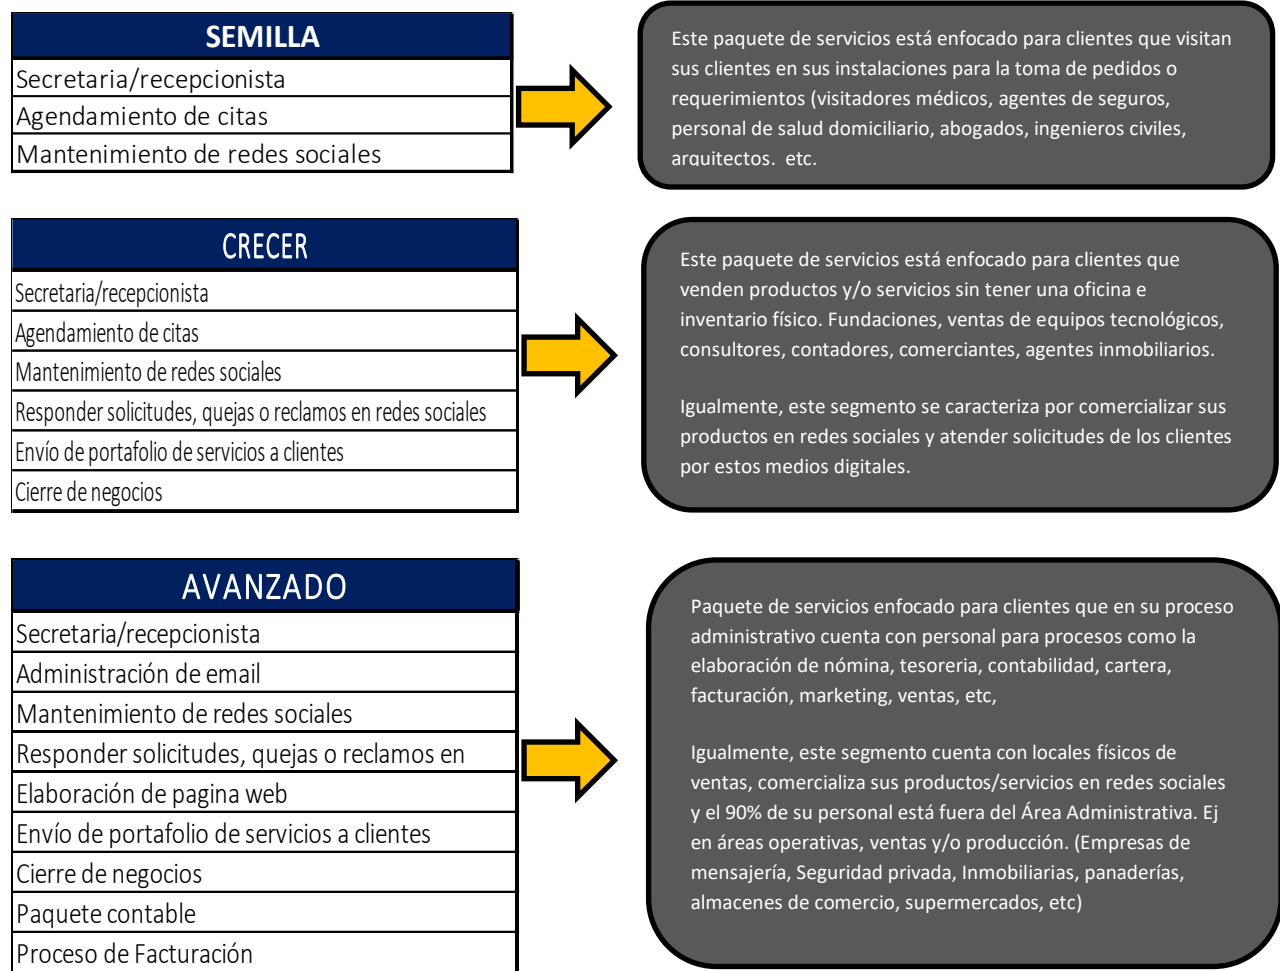 SEMILLA
Secretaria/recepcionista
Agendamiento de citas
Mantenimiento de redes sociales
Este paquete de servicios está enfocado para clientes que visitan
sus clientes en sus instalaciones para la toma de pedidos o
requerimientos (visitadores médicos, agentes de seguros,
personal de salud domiciliario, abogados, ingenieros civiles,
arquitectos, etc.
CRECER
Secretaria/recepcionista
Agendamiento de citas
Mantenimiento de redes sociales
Responder solicitudes, quejas o reclamos en redes sociales
Envío de portafolio de servicios a clientes
Cierre de negocios
Este paquete de servicios está enfocado para clientes que
venden productos y/o servicios sin tener una oficina e
inventario físico. Fundaciones, ventas de equipos tecnológicos,
consultores, contadores, comerciantes, agentes inmobiliarios.
Igualmente, este segmento se caracteriza por comercializar sus
productos en redes sociales y atender solicitudes de los clientes
por estos medios digitales.
AVANZADO
Secretaria/recepcionista
Administración de email
Mantenimiento de redes sociales
Responder solicitudes, quejas o reclamos en
Elaboración de pagina web
Envío de portafolio de servicios a clientes
Cierre de negocios
Paquete contable
Proceso de Facturación
Paquete de servicios enfocado para clientes que en su proceso
administrativo cuenta con personal para procesos como la
elaboración de nómina, tesoreria, contabilidad, cartera,
facturación, marketing, ventas, etc,
Igualmente, este segmento cuenta con locales físicos de
ventas, comercializa sus productos/servicios en redes sociales
y el 90% de su personal está fuera del Área Administrativa. Ej
en áreas operativas, ventas y/o producción. (Empresas de
mensajería, Seguridad privada, Inmobiliarias, panaderías,
almacenes de comercio, supermercados, etc)